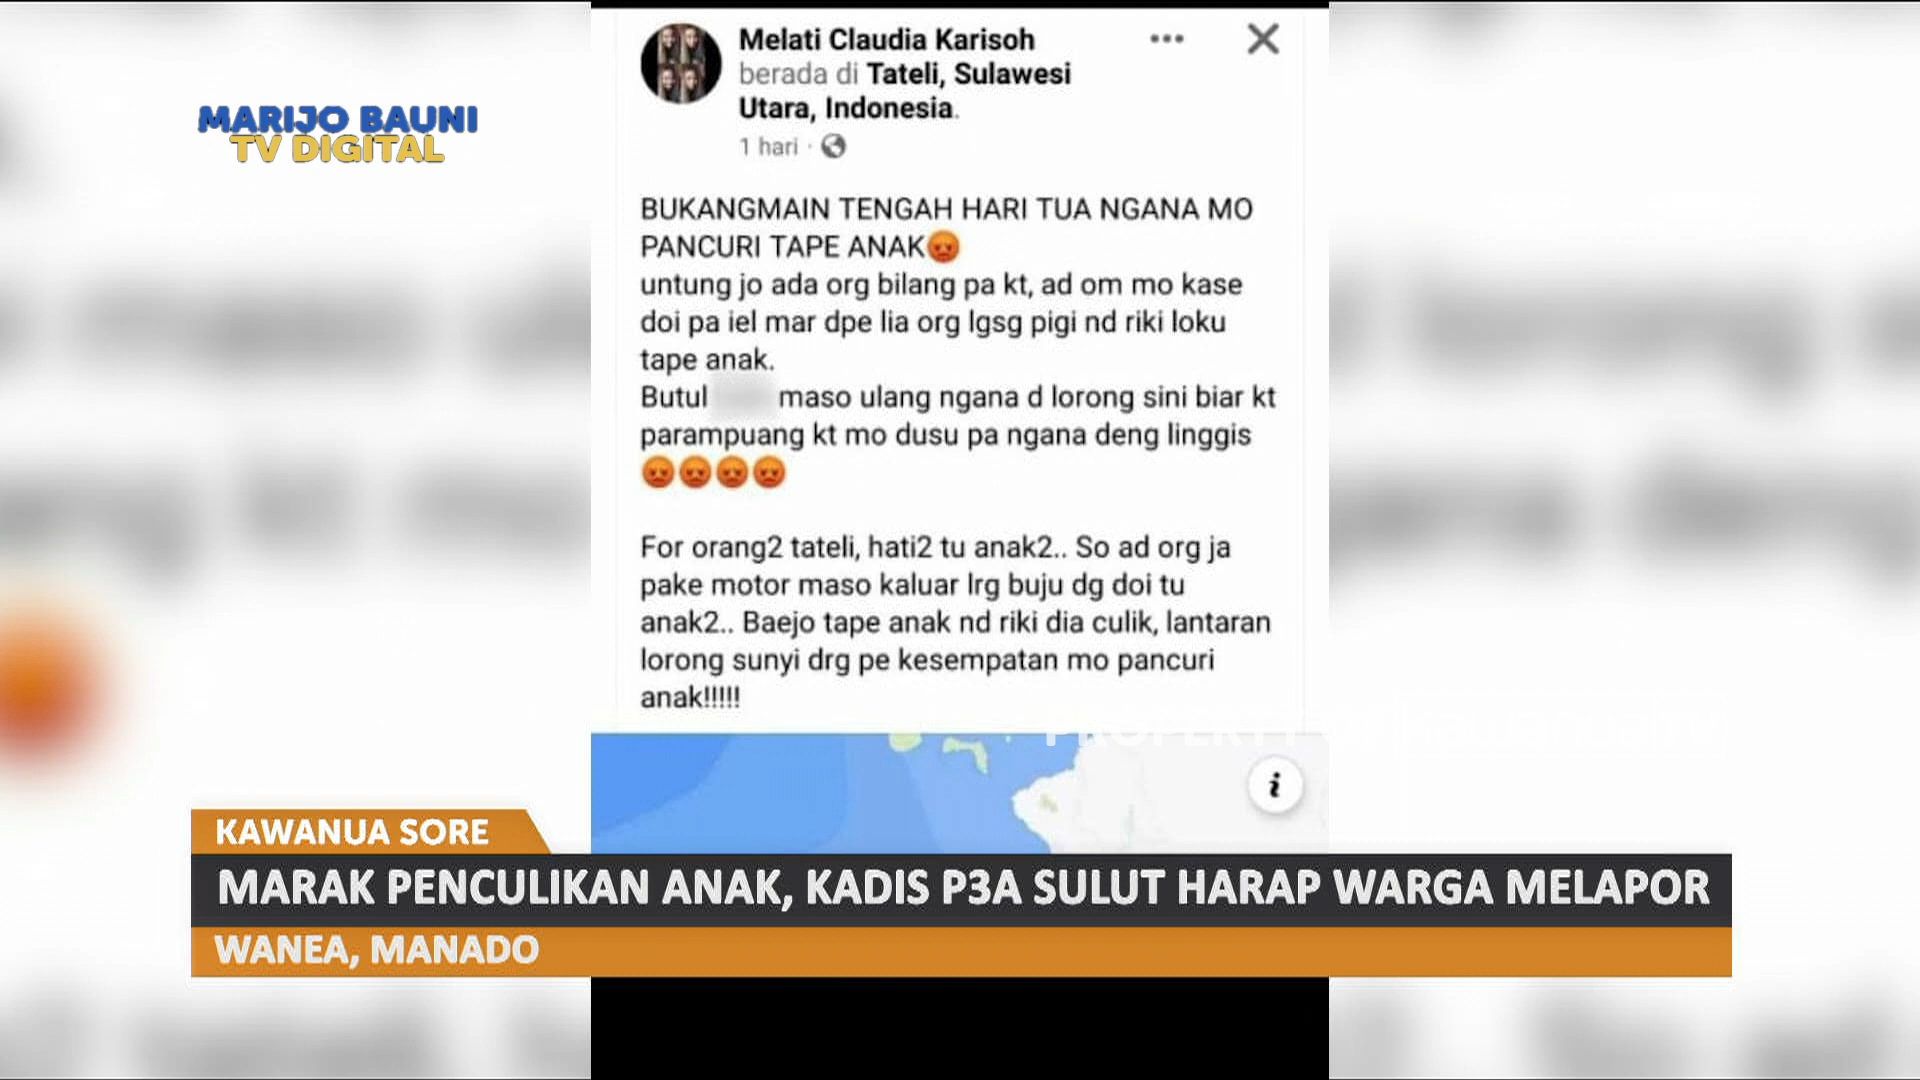 Melati Claudia Karisoh
berada di Tateli, Sulawesi
Utara, Indonesia.
1 hari ·
MARIJO BAUNI
TV DIGITAL
BUKANGMAIN TENGAH HARI TUA NGANA MO
PANCURI TAPE ANAK😡
untung jo ada org bilang pa kt, ad om mo kase
doi pa iel mar dpe lia org lgsg pigi nd riki loku
tape anak.
Butul maso ulang ngana d lorong sini biar kt
parampuang kt mo dusu pa ngana deng linggis
😡😡😡😡
For orang2 tateli, hati2 tu anak2.. So ad org ja
pake motor maso kaluar lrg buju dg doi tu
anak2.. Baejo tape anak nd riki dia culik, lantaran
lorong sunyi drg pe kesempatan mo pancuri
anak!!!!!
PROPERTY
i
KAWANUA SORE
MARAK PENCULIKAN ANAK, KADIS P3A SULUT HARAP WARGA MELAPOR
WANEA, MANADO